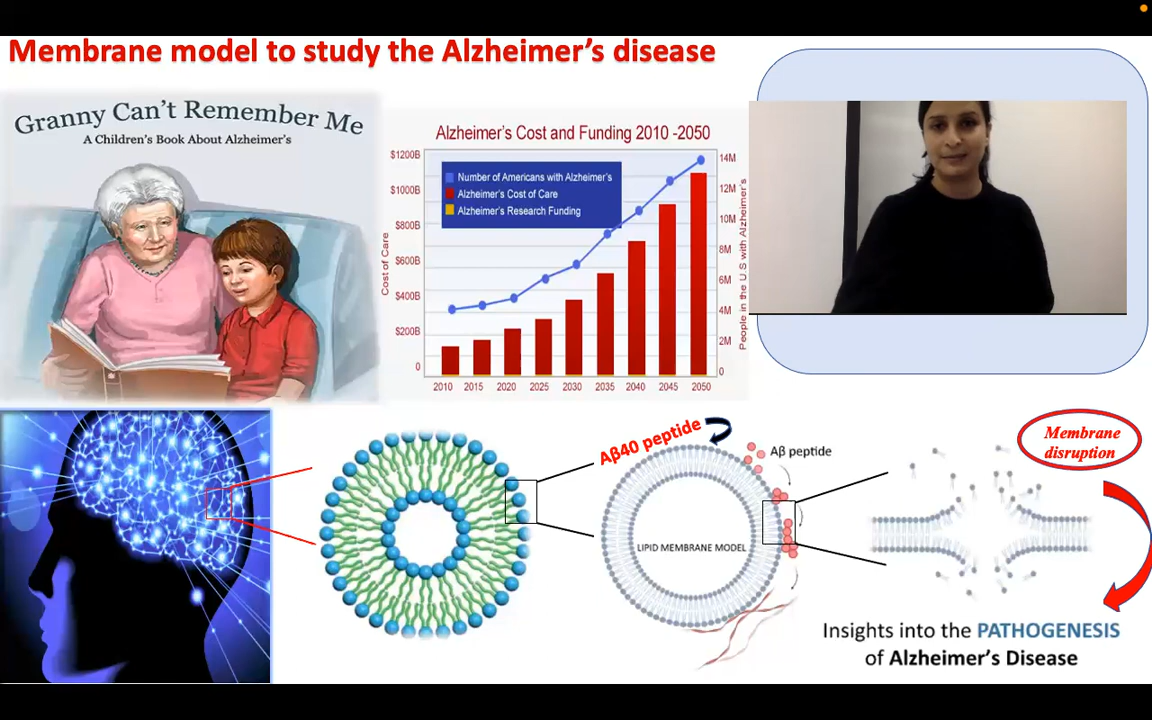 Membrane model to study the Alzheimer's disease
Granny Can't Remember Me
A Children's Book About Alzheimer's
Alzheimer's Cost and Funding 2010 -2050
Number of Americans with Alzheimer's
Alzheimer's Cost of Care
Alzheimer's Research Funding
Cost of Care
$1200B
$1000B
$800B
$600B
$400B
$200B
0
14M
12M
10M
8M
6M
4M
2M
0
People in the U S with Alzheimer's
2010 2015 2020 2025 2030 2035 2040 2045 2050
Aβ40 peptide
Aβ peptide
LIPID MEMBRANE MODEL
Membrane
disruption
Insights into the PATHOGENESIS
of Alzheimer's Disease